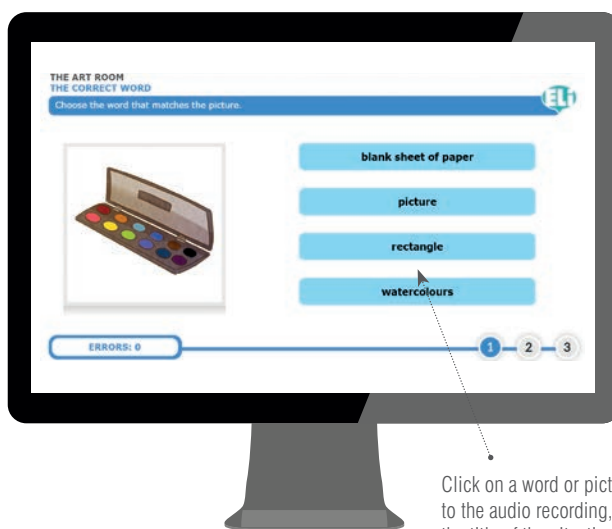 THE ART ROOM
THE CORRECT WORD
Choose the word that matches the picture.
ELi
blank sheet of paper
picture
rectangle
watercolours
ERRORS: 0
1 2 3
Click on a word or pict
to the audio recording,